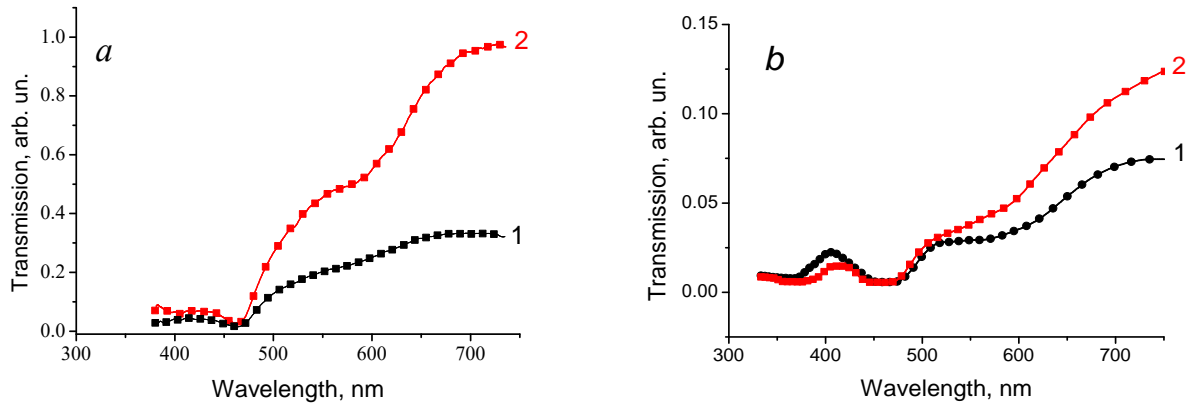 a
2
1
Transmission, arb. un.
1.0
0.8
0.6
0.4
0.2
0.0
300 400 500 600 700
Wavelength, nm
b
2
1
Transmission, arb. un.
0.15
0.10
0.05
0.00
300 400 500 600 700
Wavelength, nm